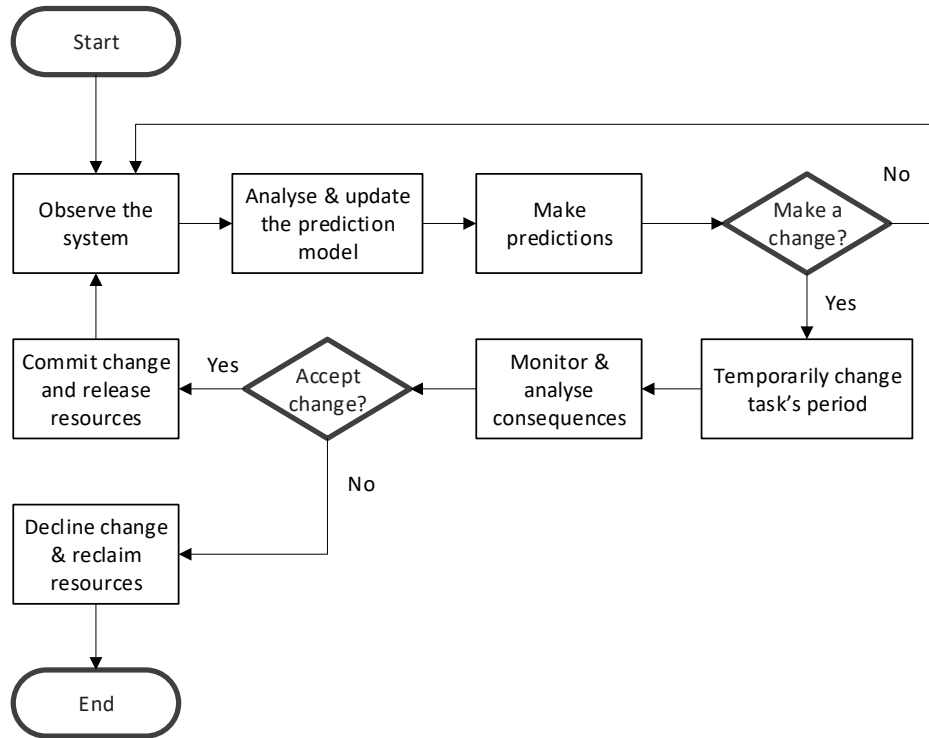 Start
Observe the
system
Analyse & update
the prediction
model
Make
predictions
Make a
change?
No
Yes
Temporarily change
task's period
Monitor &
analyse
consequences
Accept
change?
Yes
Commit change
and release
resources
No
Decline change
& reclaim
resources
End